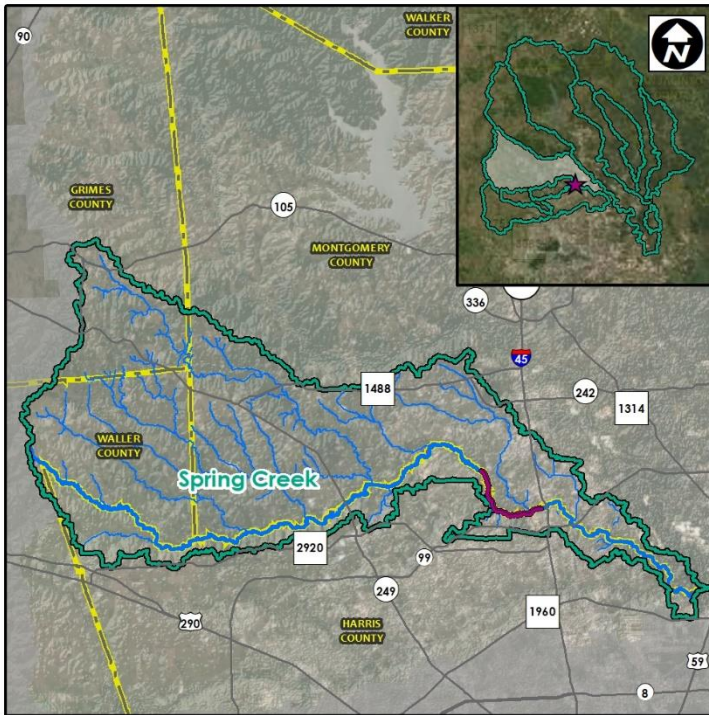 WALKER
COUNTY
90
N
GRIMES
COUNTY
105
MONTGOMERY
COUNTY
336
45
1488
242
1314
WALLER
COUNTY
Spring Creek
2920
99
249
290
1960
HARRIS
COUNTY
59
8